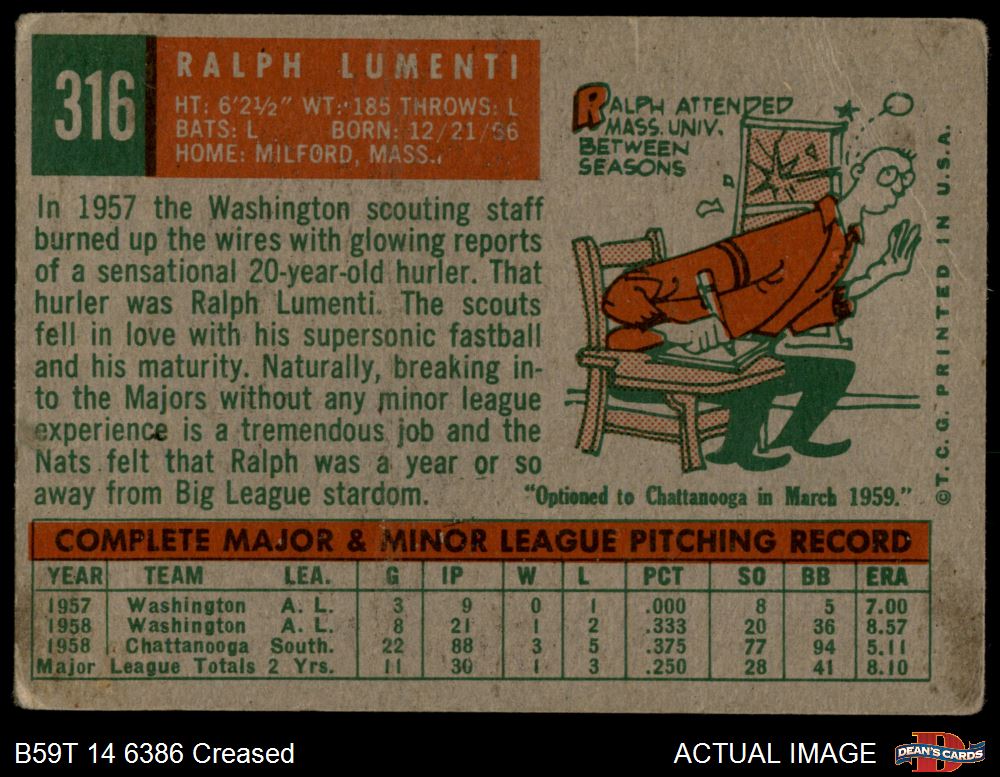 316
RALPH LUMENTI
HT: 6'2½" WT: 185 THROWS: L
BATS: L BORN: 12/21/36
HOME: MILFORD, MASS.
RALPH ATTENDED
MASS. UNIV.
BETWEEN
SEASONS
In 1957 the Washington scouting staff
burned up the wires with glowing reports
of a sensational 20-year-old hurler. That
hurler was Ralph Lumenti. The scouts
fell in love with his supersonic fastball
and his maturity. Naturally, breaking in-
to the Majors without any minor league
experience is a tremendous job and the
Nats felt that Ralph was a year or so
away from Big League stardom.
"Optioned to Chattanooga in March 1959."
© T. C. G. PRINTED IN U.S.A.
COMPLETE MAJOR & MINOR LEAGUE PITCHING RECORD
YEAR TEAM LEA. G IP W L PCT SO BB ERA
1957 Washington A. L. 3 9 0 1 .000 8 5 7.00
1958 Washington A. L. 8 21 1 2 .333 20 36 8.57
1958 Chattanooga South. 22 88 3 5 .375 77 94 5.11
Major League Totals 2 Yrs. 11 30 1 3 .250 28 41 8.10
B59T 14 6386 Creased
ACTUAL IMAGE
DEAN'S CARDS